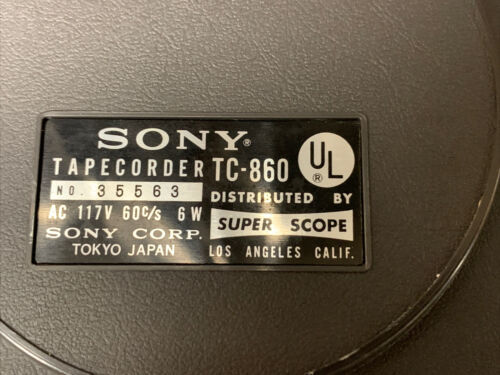 SONY®
TAPECORDER TC-860
NO. 35563
DISTRIBUTED BY
AC 117V 60c/s 6W
SUPER SCOPE
SONY CORP.
TOKYO JAPAN
LOS ANGELES CALIF.
UL
®